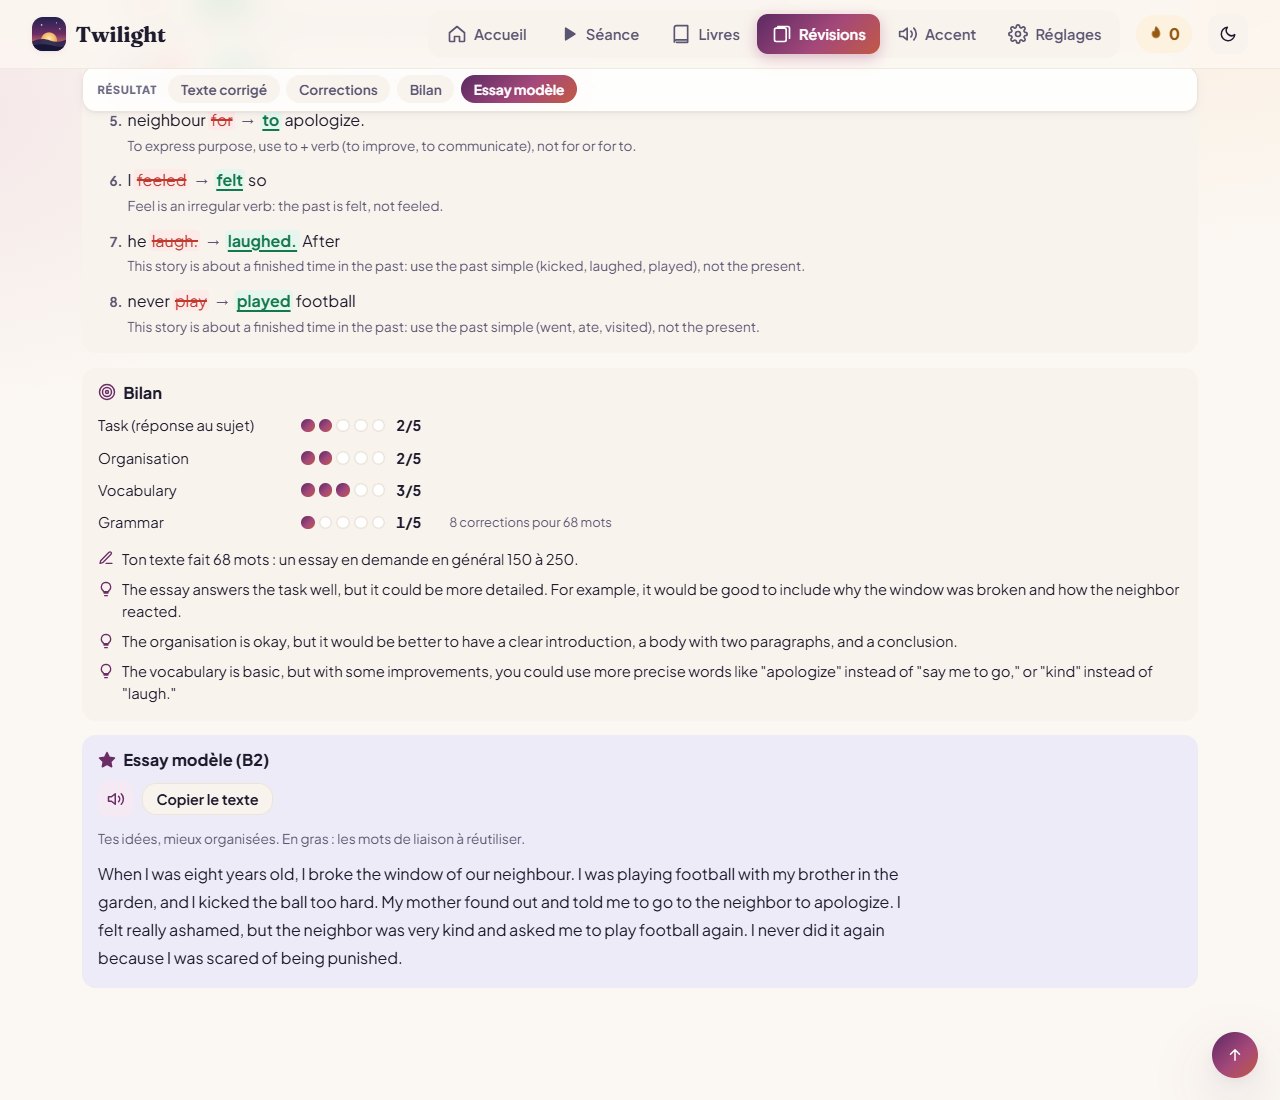 Twilight
Accueil
Séance
Livres
Révisions
Accent
Réglages
0
RÉSULTAT
Texte corrigé
Corrections
Bilan
Essay modèle
5. neighbour for → to apologize.
To express purpose, use to + verb (to improve, to communicate), not for or for to.
6. I feeled → felt so
Feel is an irregular verb: the past is felt, not feeled.
7. he laugh. → laughed. After
This story is about a finished time in the past: use the past simple (kicked, laughed, played), not the present.
8. never play → played football
This story is about a finished time in the past: use the past simple (went, ate, visited), not the present.
Bilan
Task (réponse au sujet) 2/5
Organisation 2/5
Vocabulary 3/5
Grammar 1/5 8 corrections pour 68 mots
Ton texte fait 68 mots : un essay en demande en général 150 à 250.
The essay answers the task well, but it could be more detailed. For example, it would be good to include why the window was broken and how the neighbor
reacted.
The organisation is okay, but it would be better to have a clear introduction, a body with two paragraphs, and a conclusion.
The vocabulary is basic, but with some improvements, you could use more precise words like "apologize" instead of "say me to go," or "kind" instead of
"laugh."
Essay modèle (B2)
Copier le texte
Tes idées, mieux organisées. En gras : les mots de liaison à réutiliser.
When I was eight years old, I broke the window of our neighbour. I was playing football with my brother in the
garden, and I kicked the ball too hard. My mother found out and told me to go to the neighbor to apologize. I
felt really ashamed, but the neighbor was very kind and asked me to play football again. I never did it again
because I was scared of being punished.